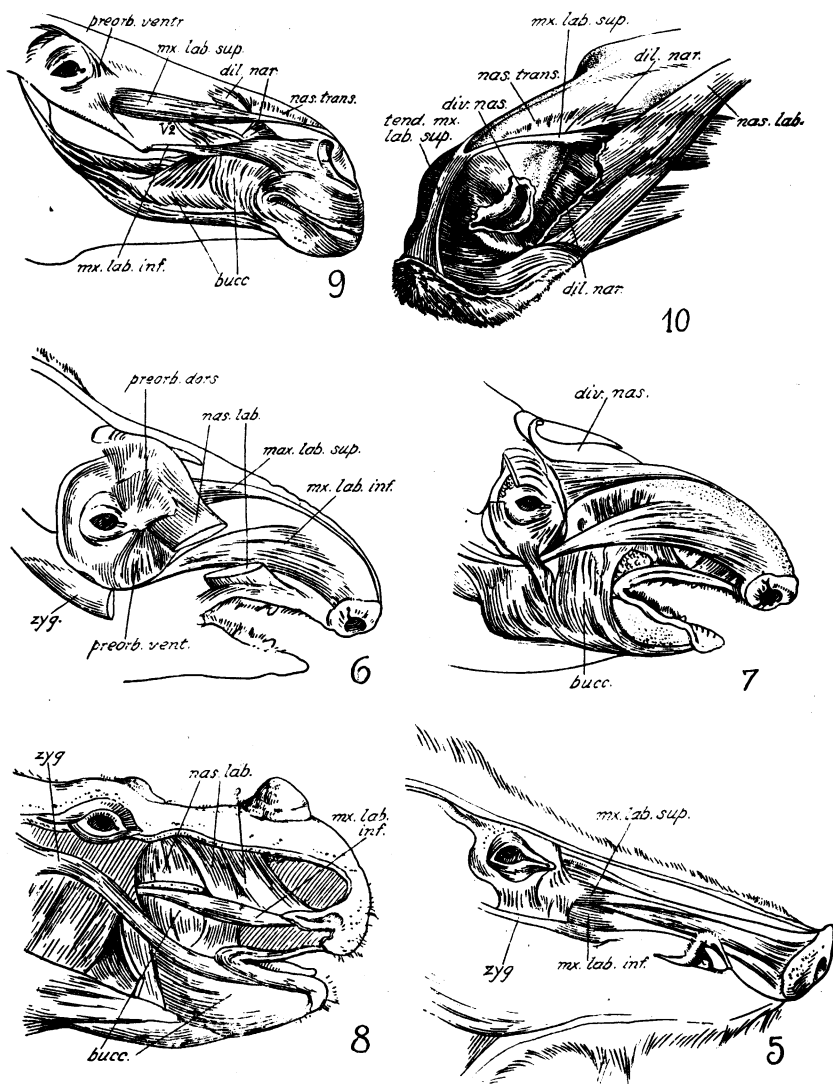 preorb. ventr
mx. lab sup.
dil. nar
nas. trans.
V2
mx. lab. inf.
bucc
9
mx. lab. sup.
nas. trans.
dil. nar.
div. nas.
tend. mx.
lab. sup.
nas. lab.
dil. nar.
10
preorb. dors
nas. lab.
max. lab. sup.
mx. lab. inf.
zyg.
preorb. vent.
6
div. nas.
bucc.
7
zyg
nas. lab.
?
mx. lab.
inf.
bucc.
8
mx. lab. sup.
zyg
mx. lab. inf.
5